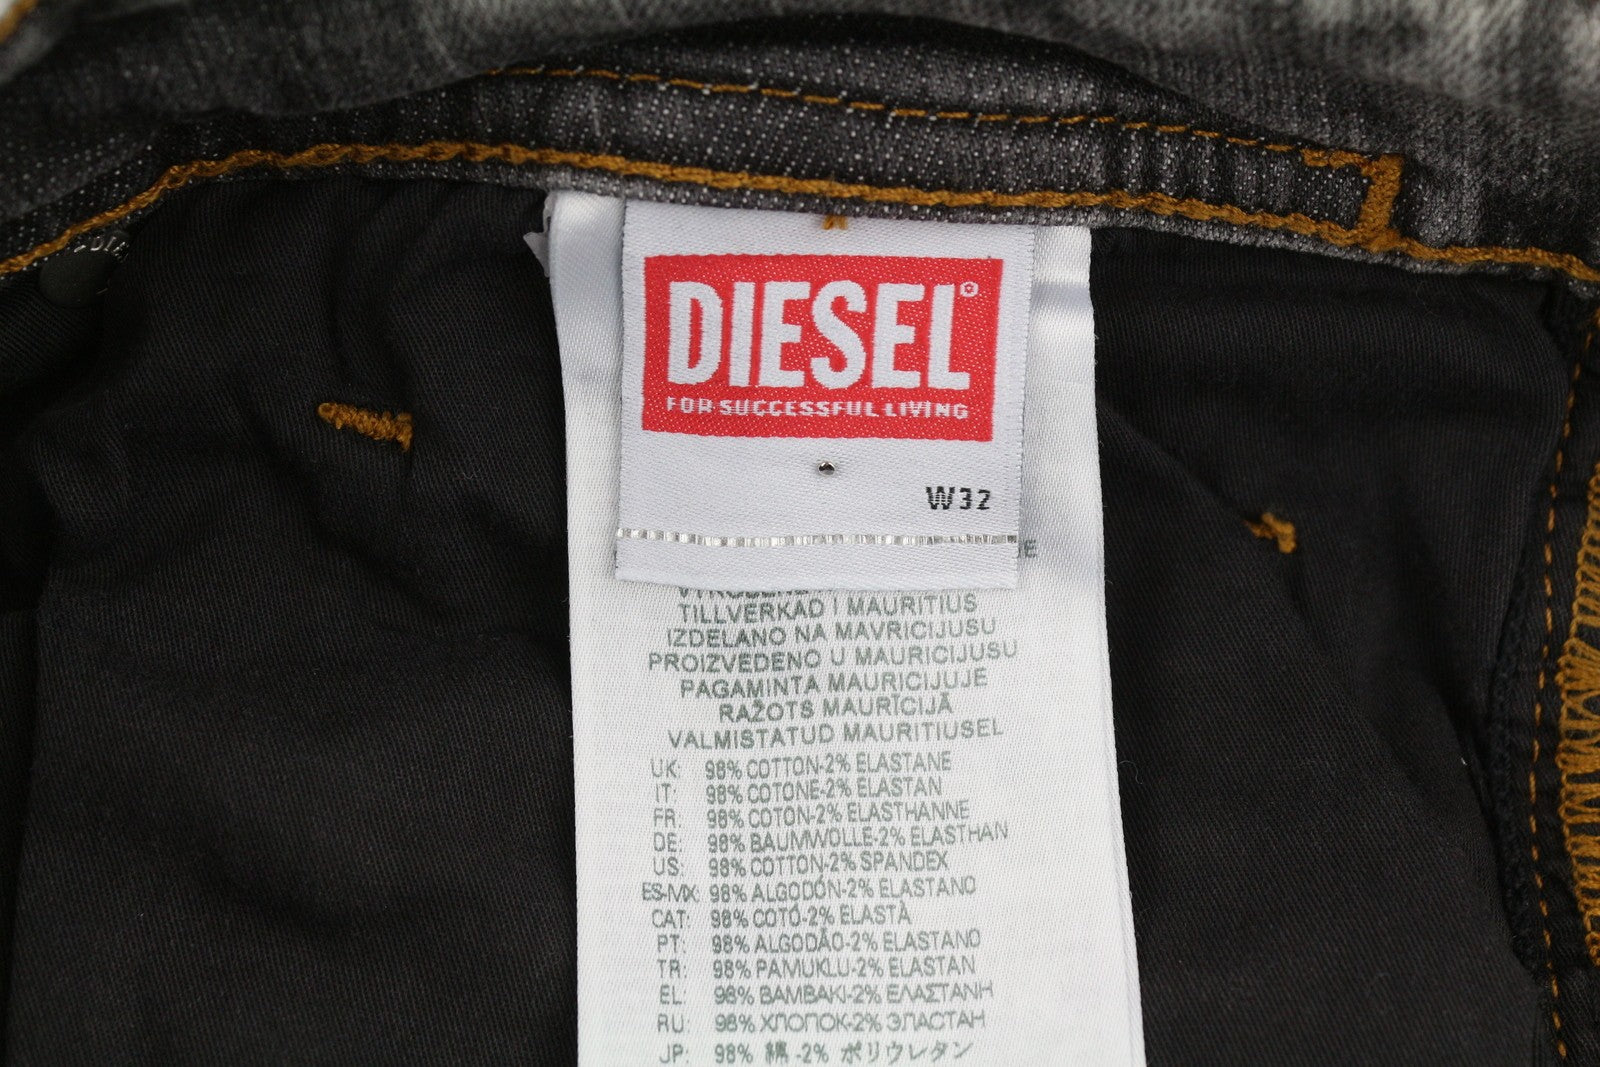 DIESEL
FOR SUCCESSFUL LIVING
W32
TILLVERKAD I MAURITIUS
IZDELANO NA MAVRICIJUSU
PROIZVEDENO U MAURICIJUSU
PAGAMINTA MAURICIJUJE
RAŽOTS MAURĪCIJĀ
VALMISTATUD MAURITIUSEL
UK: 98% COTTON-2% ELASTANE
IT: 98% COTONE-2% ELASTAN
FR: 98% COTON-2% ELASTHANNE
DE: 98% BAUMWOLLE-2% ELASTHAN
US: 98% COTTON-2% SPANDEX
ES-MX: 98% ALGODÓN-2% ELASTANO
CAT: 98% COTÓ-2% ELASTÀ
PT: 98% ALGODÃO-2% ELASTANO
TR: 98% PAMUKLU-2% ELASTAN
EL: 98% ΒΑΜΒΑΚΙ-2% ΕΛΑΣΤΑΝΗ
RU: 98% ХЛОПОК-2% ЭЛАСТАН
JP: 98% 綿 -2% ポリウレタン